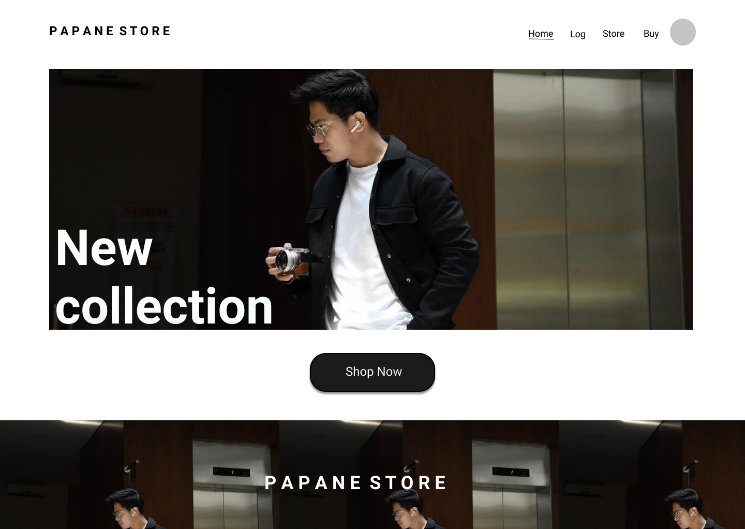 PAPANE STORE
Home Log Store Buy
New
collection
Shop Now
PAPANE STORE